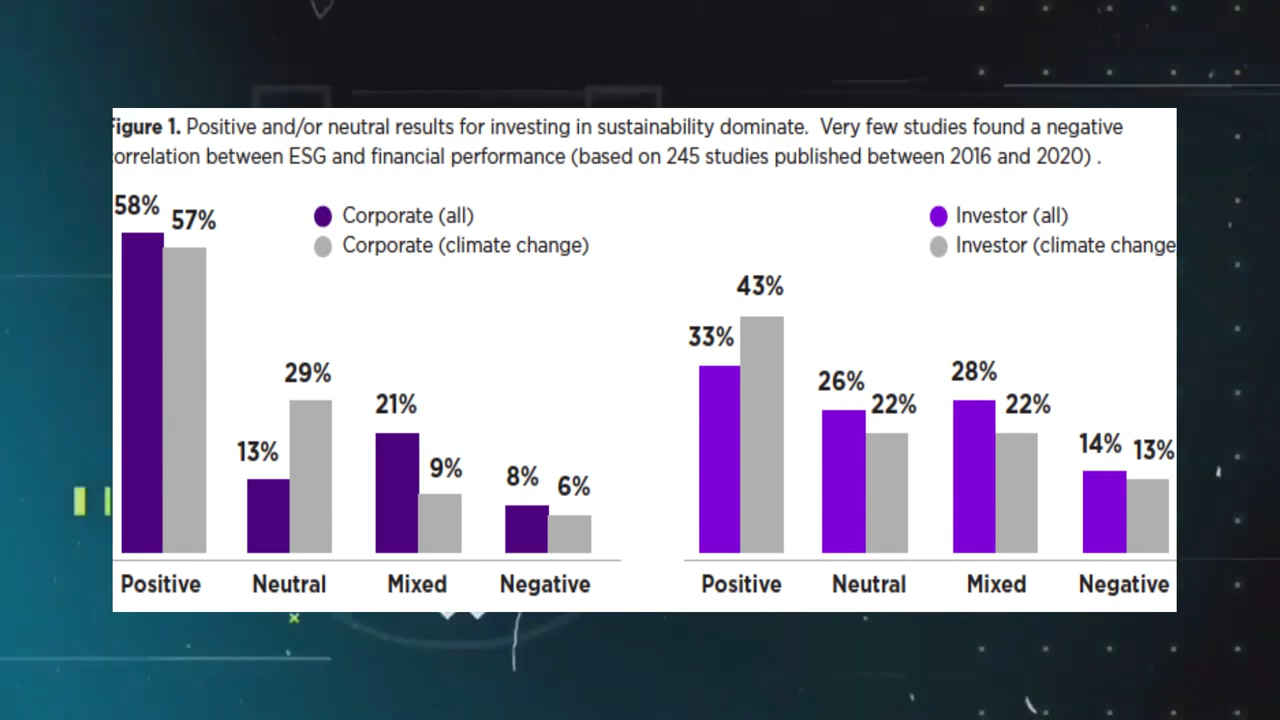 Figure 1. Positive and/or neutral results for investing in sustainability dominate. Very few studies found a negative
correlation between ESG and financial performance (based on 245 studies published between 2016 and 2020) .
58%
57%
29%
13%
21%
9%
8%
6%
Corporate (all)
Corporate (climate change)
Positive
Neutral
Mixed
Negative
Investor (all)
Investor (climate change
33%
43%
26%
22%
28%
22%
14%
13%
Positive
Neutral
Mixed
Negative